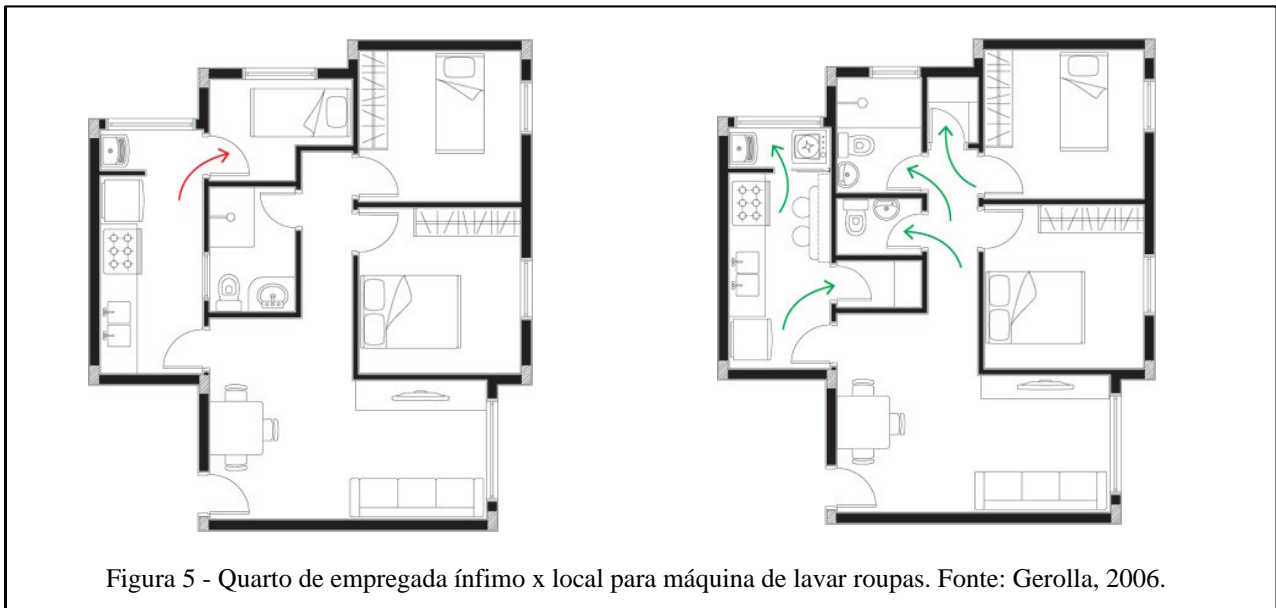 Figura 5 - Quarto de empregada ínfimo x local para máquina de lavar roupas. Fonte: Gerolla, 2006.